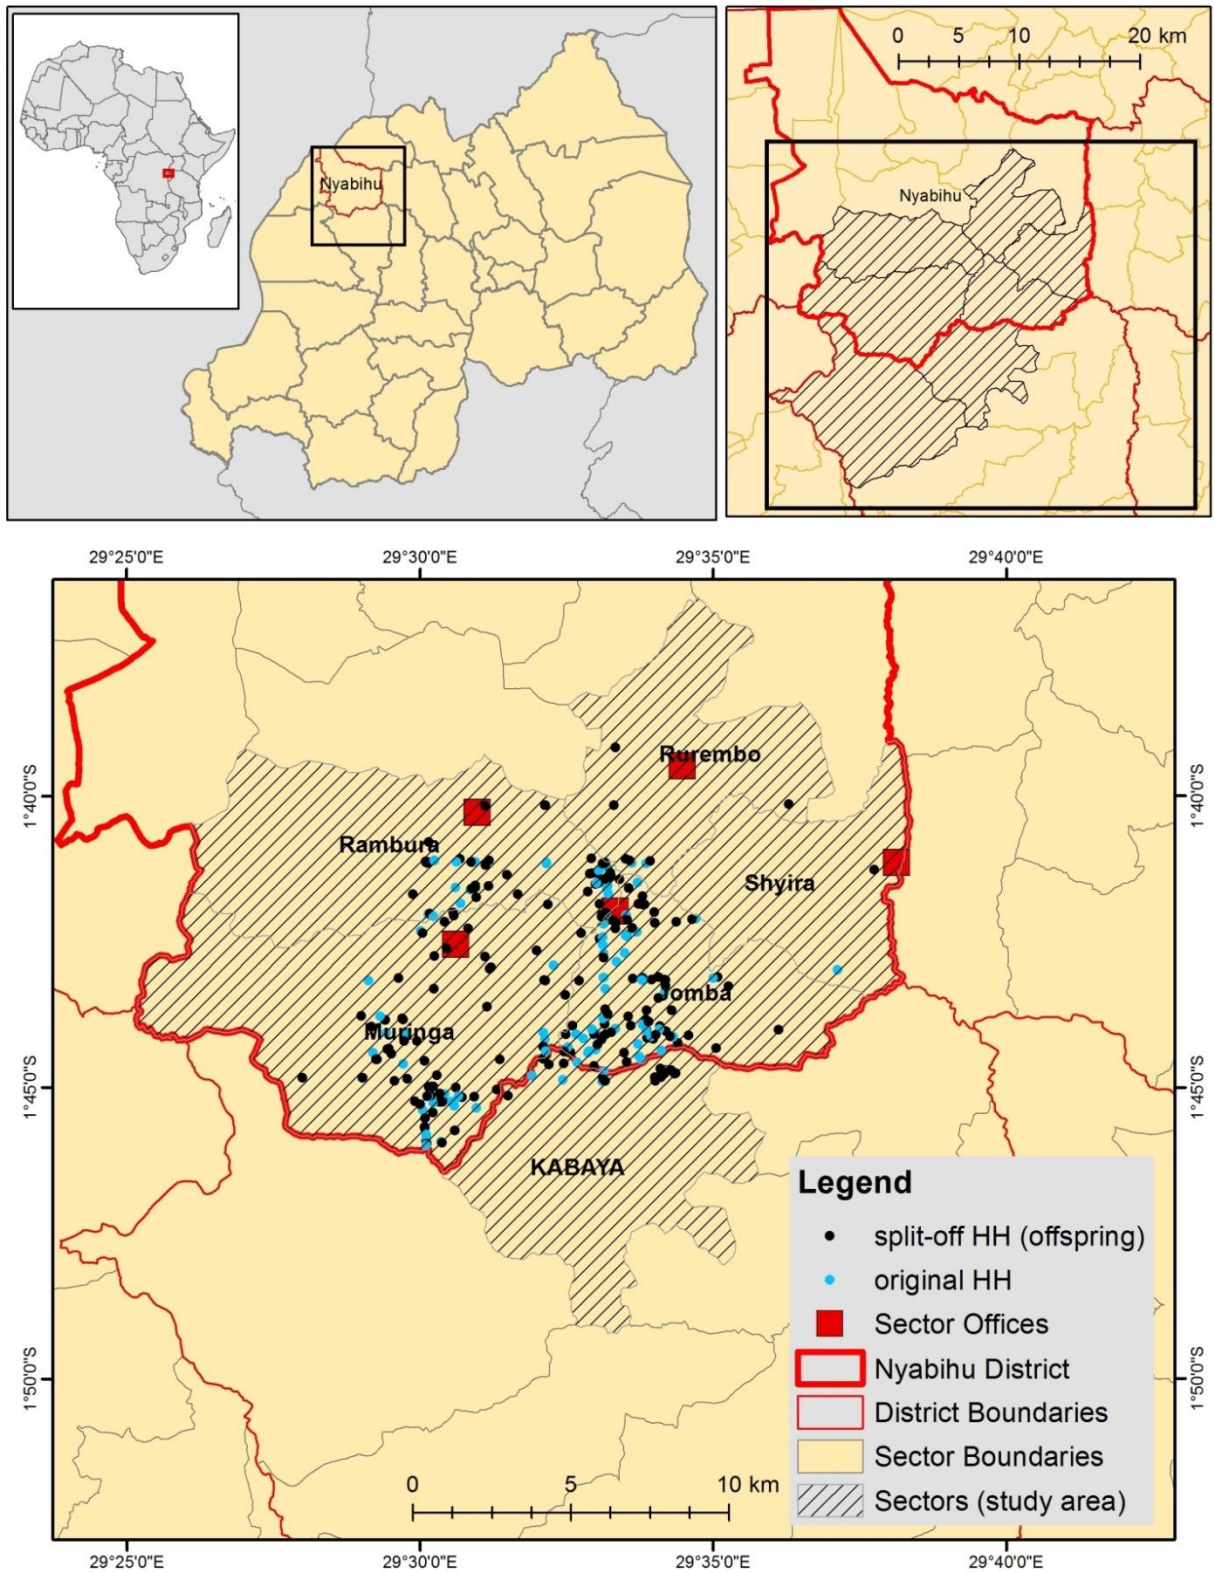 Nyabihu
0 5 10 20 km
Nyabihu
29°25'0"E 29°30'0"E 29°35'0"E 29°40'0"E
1°40'0"S 1°40'0"S
Rurembo
Rambura
Shyira
Jomba
Muringa
1°45'0"S 1°45'0"S
KABAYA
Legend
split-off HH (offspring)
original HH
Sector Offices
Nyabihu District
District Boundaries
Sector Boundaries
Sectors (study area)
1°50'0"S 1°50'0"S
0 5 10 km
29°25'0"E 29°30'0"E 29°35'0"E 29°40'0"E